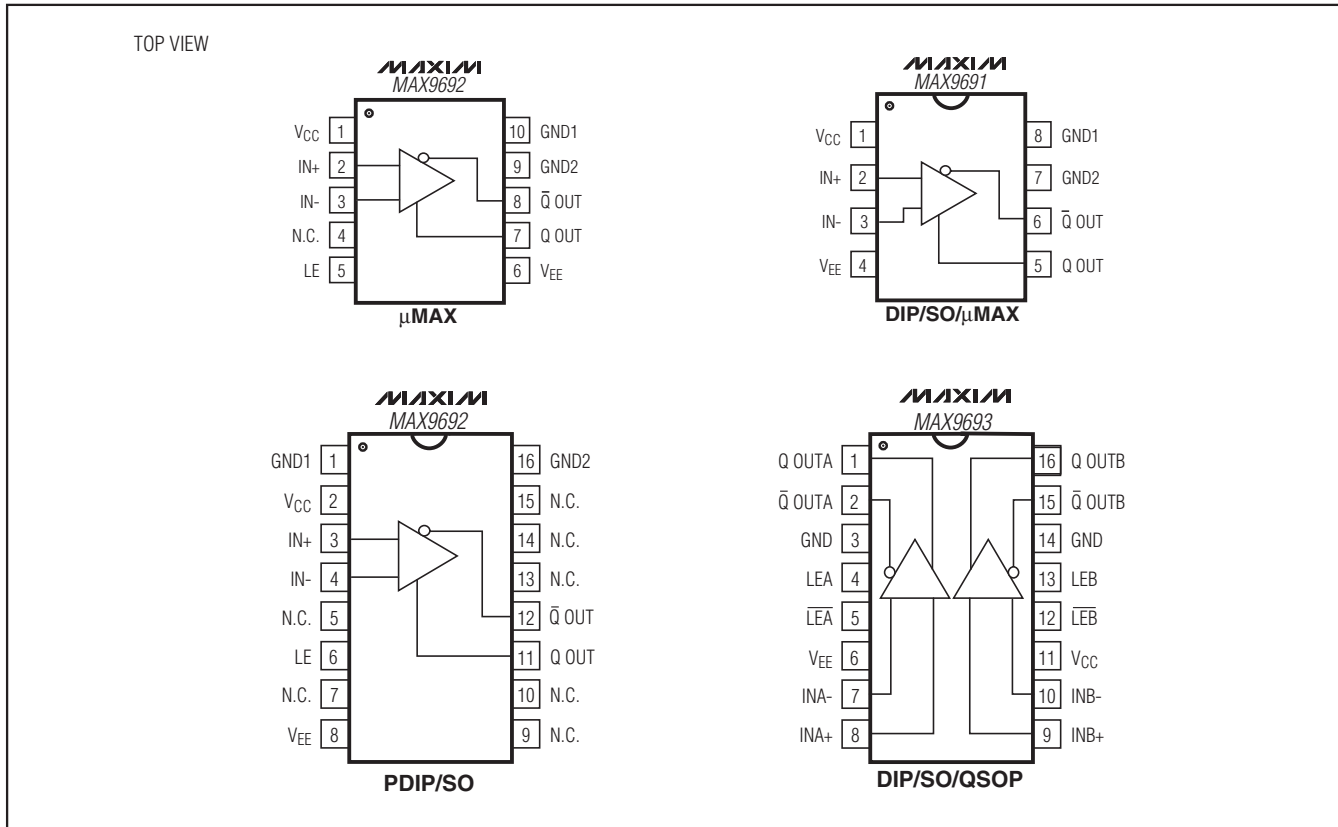 TOP VIEW
MAXIM
MAX9692
VCC 1
IN+ 2
IN- 3
N.C. 4
LE 5
10 GND1
9 GND2
8 Q̅ OUT
7 Q OUT
6 VEE
µMAX
MAXIM
MAX9691
VCC 1
IN+ 2
IN- 3
VEE 4
8 GND1
7 GND2
6 Q̅ OUT
5 Q OUT
DIP/SO/µMAX
MAXIM
MAX9692
GND1 1
VCC 2
IN+ 3
IN- 4
N.C. 5
LE 6
N.C. 7
VEE 8
16 GND2
15 N.C.
14 N.C.
13 N.C.
12 Q̅ OUT
11 Q OUT
10 N.C.
9 N.C.
PDIP/SO
MAXIM
MAX9693
Q OUTA 1
Q̅ OUTA 2
GND 3
LEA 4
L̅E̅A̅ 5
VEE 6
INA- 7
INA+ 8
16 Q OUTB
15 Q̅ OUTB
14 GND
13 LEB
12 L̅E̅B̅
11 VCC
10 INB-
9 INB+
DIP/SO/QSOP